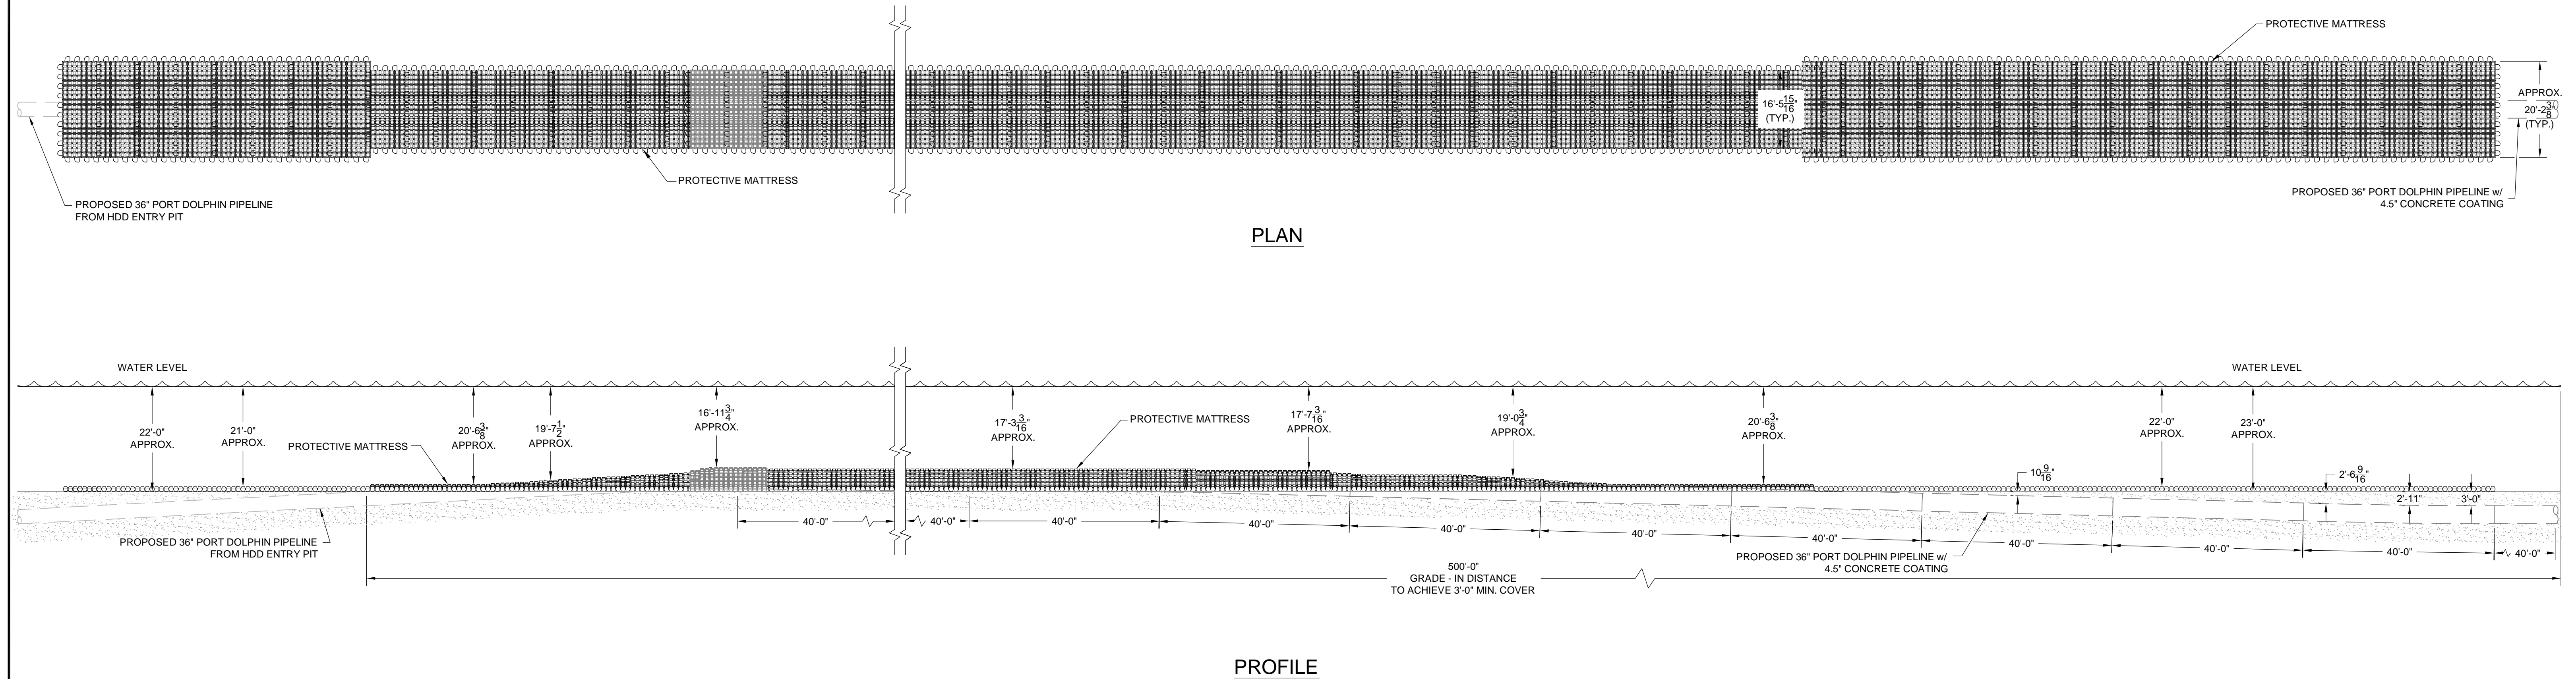 PROTECTIVE MATTRESS
APPROX.
20'-2 3/8"
(TYP.)
16'-5 15/16"
(TYP.)
PROTECTIVE MATTRESS
PROPOSED 36" PORT DOLPHIN PIPELINE
FROM HDD ENTRY PIT
PROPOSED 36" PORT DOLPHIN PIPELINE w/
4.5" CONCRETE COATING
PLAN
WATER LEVEL
WATER LEVEL
22'-0"
APPROX.
21'-0"
APPROX.
PROTECTIVE MATTRESS
20'-6 3/8"
APPROX.
19'-7 1/2"
APPROX.
16'-11 3/4"
APPROX.
17'-3 3/16"
APPROX.
PROTECTIVE MATTRESS
17'-7 3/16"
APPROX.
19'-0 3/4"
APPROX.
20'-6 3/8"
APPROX.
22'-0"
APPROX.
23'-0"
APPROX.
10 9/16"
2'-6 9/16"
2'-11"
3'-0"
40'-0"
40'-0"
40'-0"
40'-0"
40'-0"
40'-0"
40'-0"
40'-0"
40'-0"
40'-0"
40'-0"
PROPOSED 36" PORT DOLPHIN PIPELINE
FROM HDD ENTRY PIT
PROPOSED 36" PORT DOLPHIN PIPELINE w/
4.5" CONCRETE COATING
500'-0"
GRADE - IN DISTANCE
TO ACHIEVE 3'-0" MIN. COVER
PROFILE